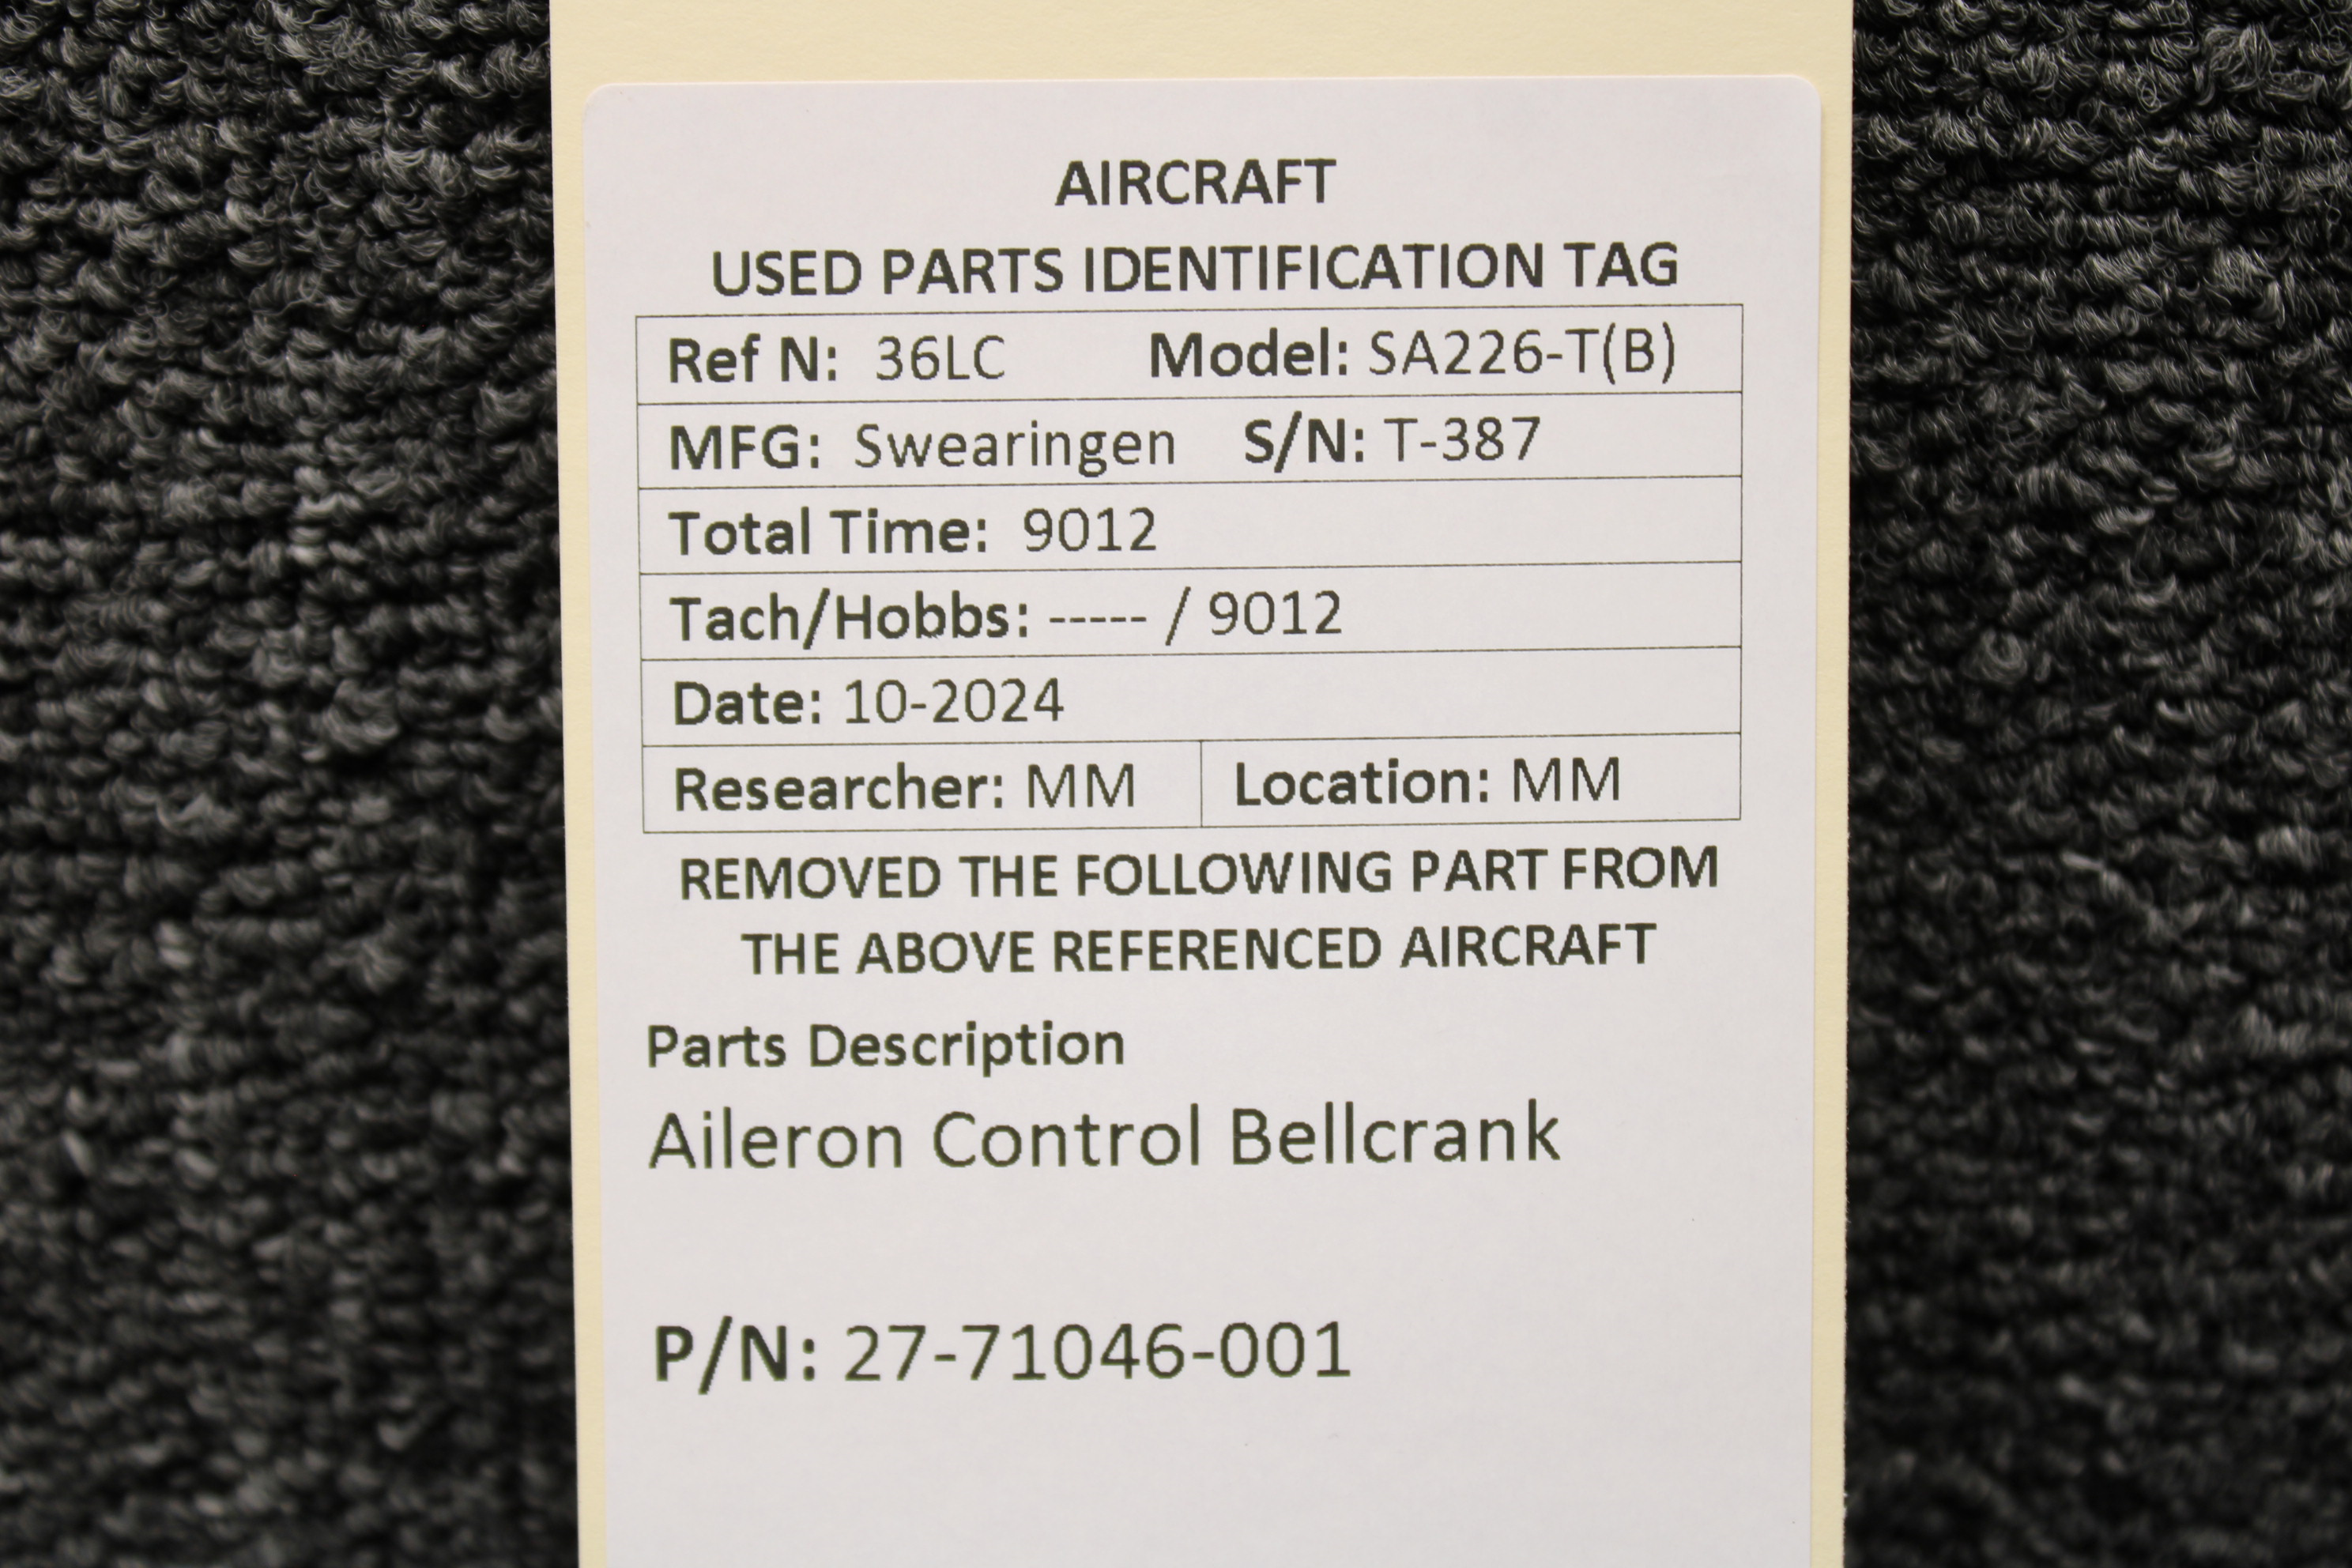 AIRCRAFT
USED PARTS IDENTIFICATION TAG
Ref N: 36LC Model: SA226-T(B)
MFG: Swearingen S/N: T-387
Total Time: 9012
Tach/Hobbs: ----- / 9012
Date: 10-2024
Researcher: MM Location: MM
REMOVED THE FOLLOWING PART FROM
THE ABOVE REFERENCED AIRCRAFT
Parts Description
Aileron Control Bellcrank
P/N: 27-71046-001